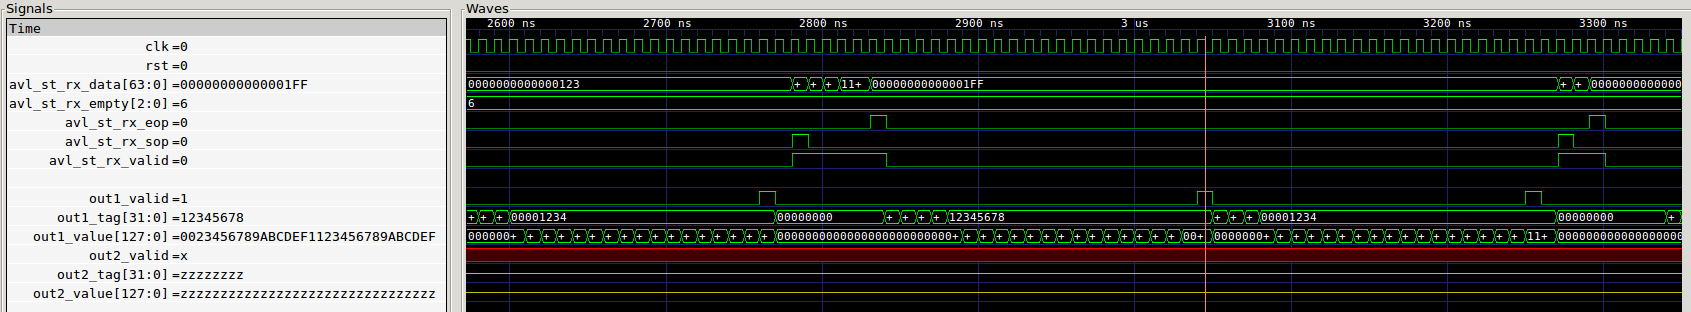 Signals Waves
Time 2600 ns 2700 ns 2800 ns 2900 ns 3 us 3100 ns 3200 ns 3300 ns
clk=0
rst=0
avl_st_rx_data[63:0]=00000000000001FF 0000000000000123 + + + 11+ 00000000000001FF + + 000000000000
avl_st_rx_empty[2:0]=6 6
avl_st_rx_eop=0
avl_st_rx_sop=0
avl_st_rx_valid=0
out1_valid=1
out1_tag[31:0]=12345678 + + + 00001234 00000000 + + + + 12345678 + + + 00001234 00000000 +
out1_value[127:0]=0023456789ABCDEF1123456789ABCDEF 000000+ + + + + + + + + + + + + + + + 000000000000000000000000000+ + + + + + + + + + + + + + + 00+ + 0000000+ + + + + + + + + + + + + + + + 11+ 0000000000000000
out2_valid=x
out2_tag[31:0]=zzzzzzzz
out2_value[127:0]=zzzzzzzzzzzzzzzzzzzzzzzzzzzzzzzz